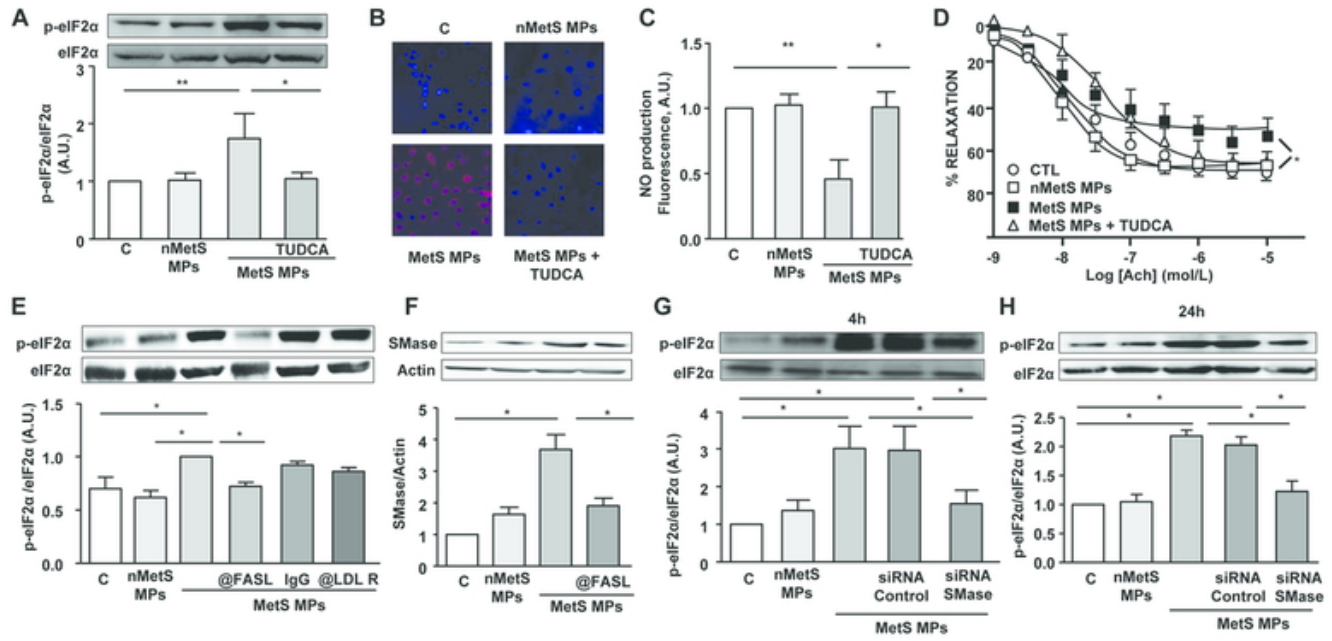 A
p-eIF2α
eIF2α
p-eIF2α/eIF2α
(A.U.)
3
2
1
0
**
*
C
nMetS
MPs
TUDCA
MetS MPs
B
C
nMetS MPs
MetS MPs
MetS MPs +
TUDCA
C
NO production
Fluorescence, A.U.
1.5
1.0
0.5
0.0
**
*
C
nMetS
MPs
TUDCA
MetS MPs
D
% RELAXATION
0
20
40
60
80
*
CTL
nMetS MPs
MetS MPs
MetS MPs + TUDCA
-9
-8
-7
-6
-5
Log [Ach] (mol/L)
E
p-eIF2α
eIF2α
p-eIF2α /eIF2α (A.U.)
1.5
1.0
0.5
0.0
*
*
*
C
nMetS
MPs
@FASL
IgG
@LDL R
MetS MPs
F
SMase
Actin
SMase/Actin
5
4
3
2
1
0
*
*
C
nMetS
MPs
@FASL
MetS MPs
G
4h
p-eIF2α
eIF2α
p-eIF2α/eIF2α (A.U.)
4
3
2
1
0
*
*
*
*
C
nMetS
MPs
siRNA
Control
siRNA
SMase
MetS MPs
H
24h
p-eIF2α
eIF2α
p-eIF2α/eIF2α (A.U.)
2.5
2.0
1.5
1.0
0.5
0.0
*
*
*
*
C
nMetS
MPs
siRNA
Control
siRNA
SMase
MetS MPs